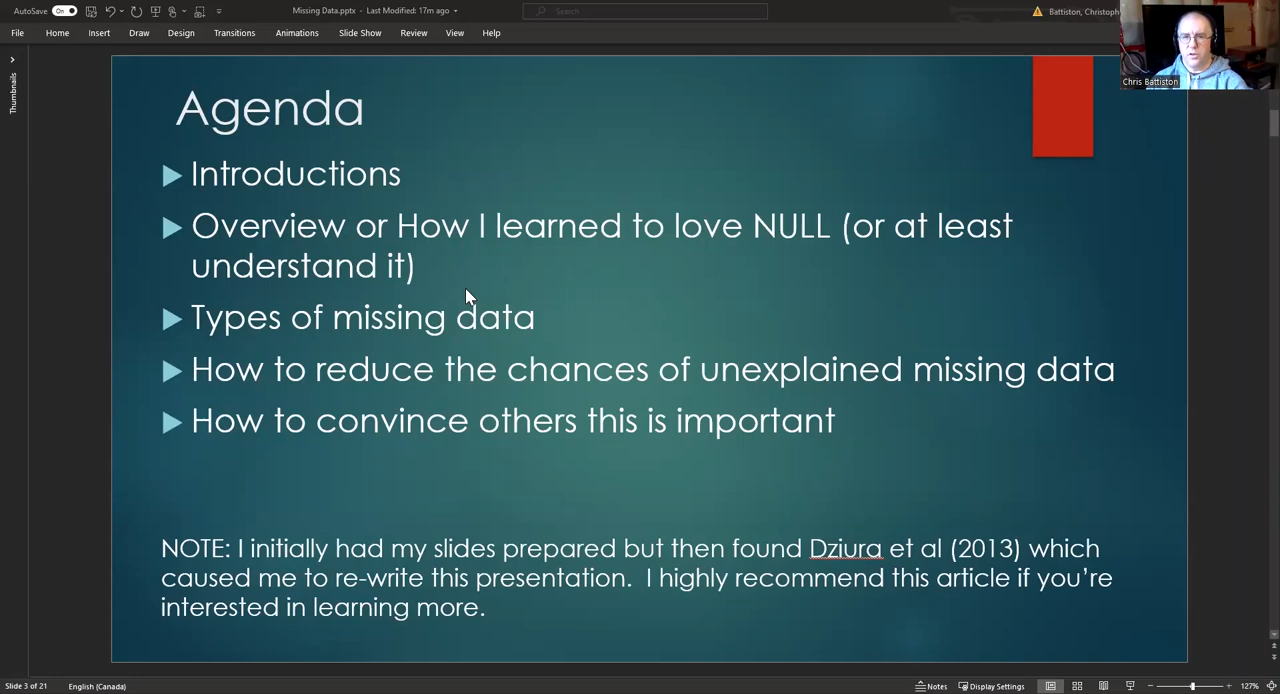 AutoSave On Missing Data.pptx - Last Modified: 17m ago Search Battiston, Christoph
File Home Insert Draw Design Transitions Animations Slide Show Review View Help
Chris Battiston
Thumbnails
Agenda
Introductions
Overview or How I learned to love NULL (or at least
understand it)
Types of missing data
How to reduce the chances of unexplained missing data
How to convince others this is important
NOTE: I initially had my slides prepared but then found Dziura et al (2013) which
caused me to re-write this presentation. I highly recommend this article if you're
interested in learning more.
Slide 3 of 21 English (Canada) Notes Display Settings 127%